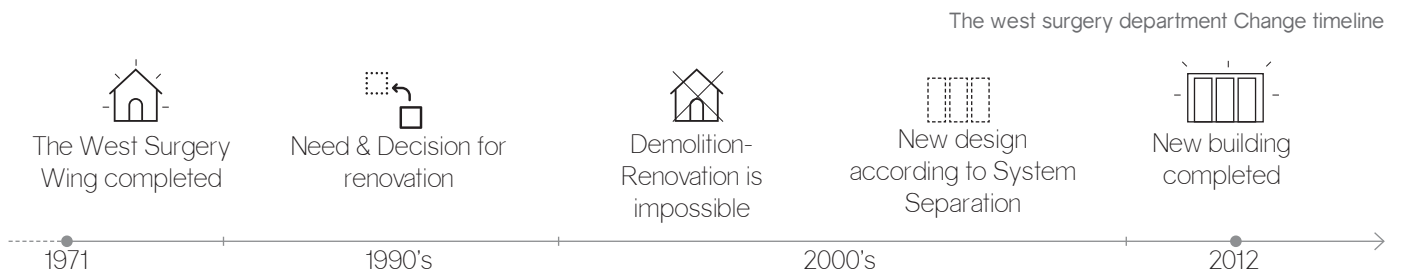 The west surgery department Change timeline
The West Surgery
Wing completed
Need & Decision for
renovation
Demolition-
Renovation is
impossible
New design
according to System
Separation
New building
completed
1971
1990's
2000's
2012